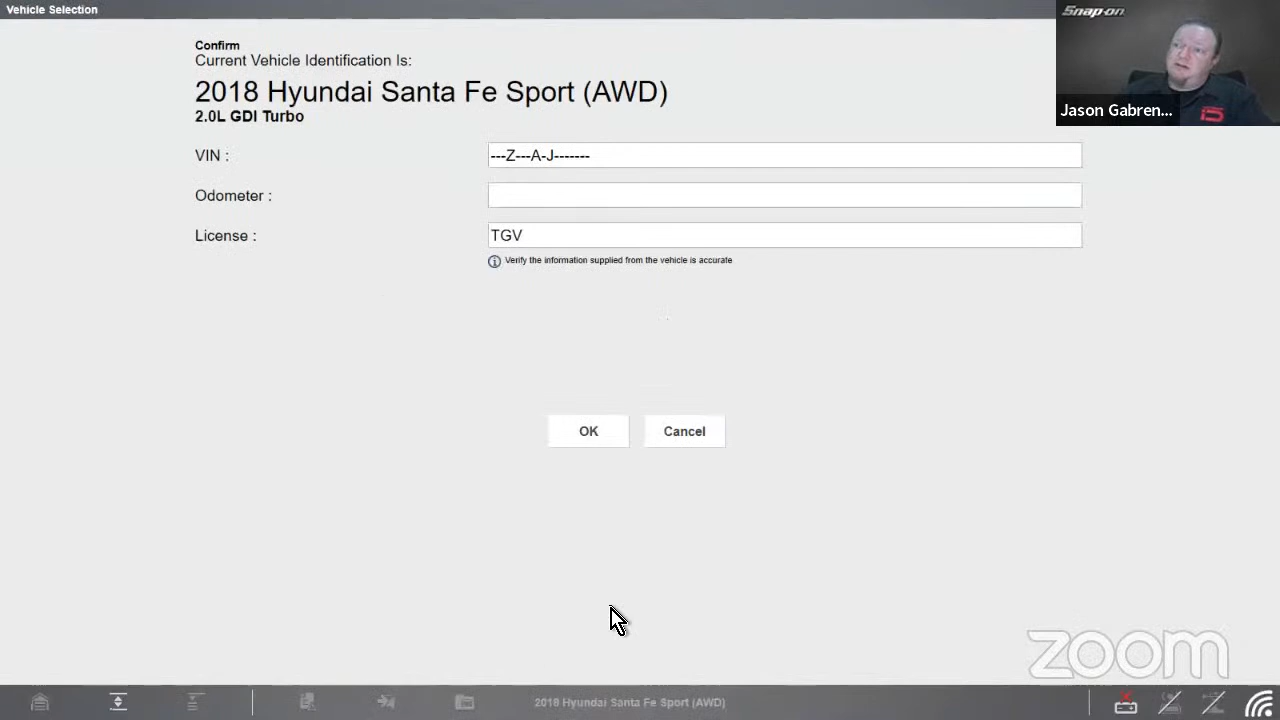 Vehicle Selection
Snap-on
Confirm
Current Vehicle Identification Is:
2018 Hyundai Santa Fe Sport (AWD)
2.0L GDI Turbo
Jason Gabren...
VIN :
---Z---A-J-------
Odometer :
License :
TGV
Verify the information supplied from the vehicle is accurate
OK
Cancel
zoom
2018 Hyundai Santa Fe Sport (AWD)